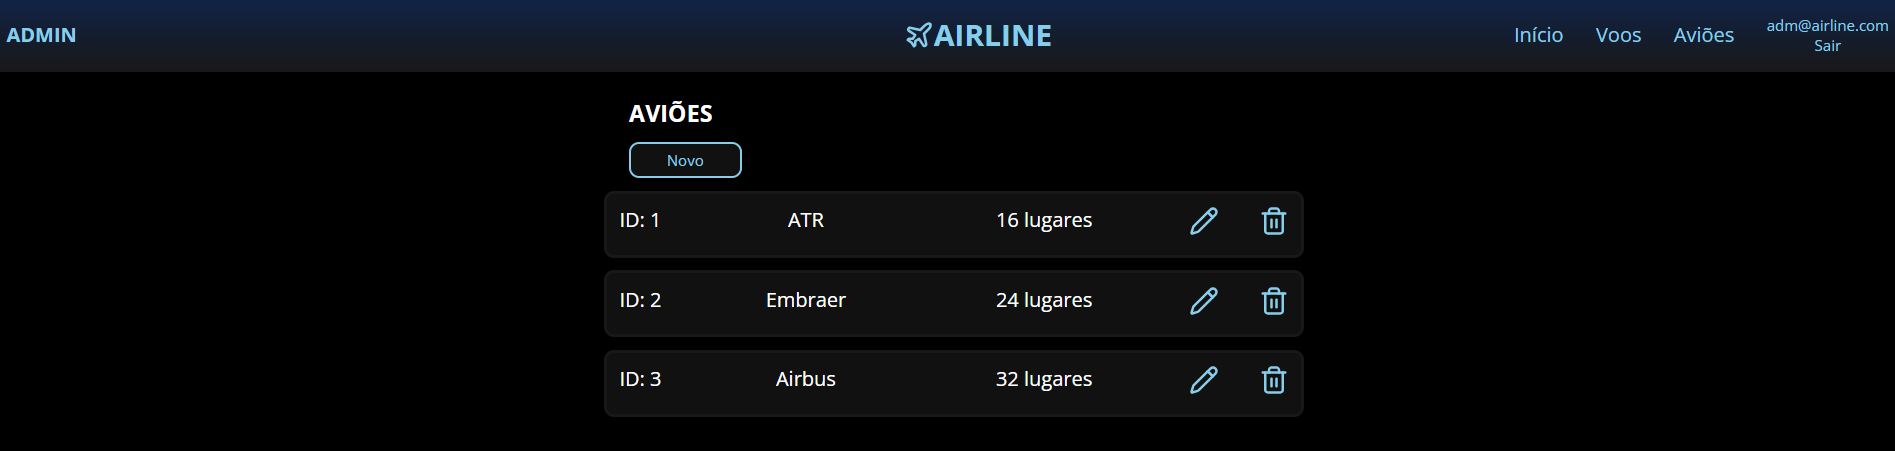 ADMIN
AIRLINE
Início Voos Aviões
adm@airline.com
Sair
AVIÕES
Novo
ID: 1 ATR 16 lugares
ID: 2 Embraer 24 lugares
ID: 3 Airbus 32 lugares